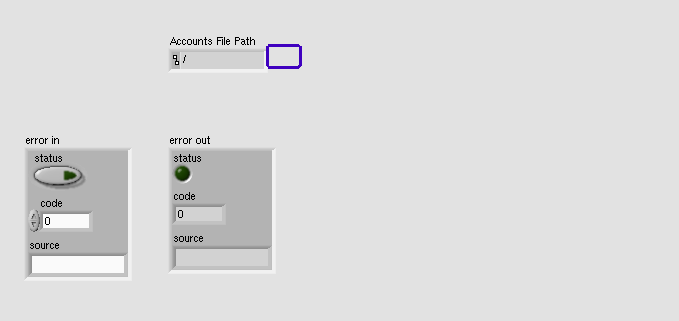 Accounts File Path
/
error in
status
code
0
source
error out
status
code
0
source